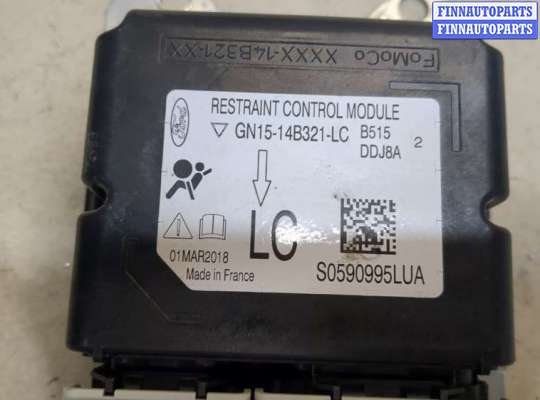 FINNAUTOPARTS
FINNAUTOPARTS
FINNAUTOPARTS
FoMoCo XXXX-14B321-XX
RESTRAINT CONTROL MODULE
GN15-14B321-LC B515 2
DDJ8A
LC
01MAR2018
Made in France
S0590995LUA